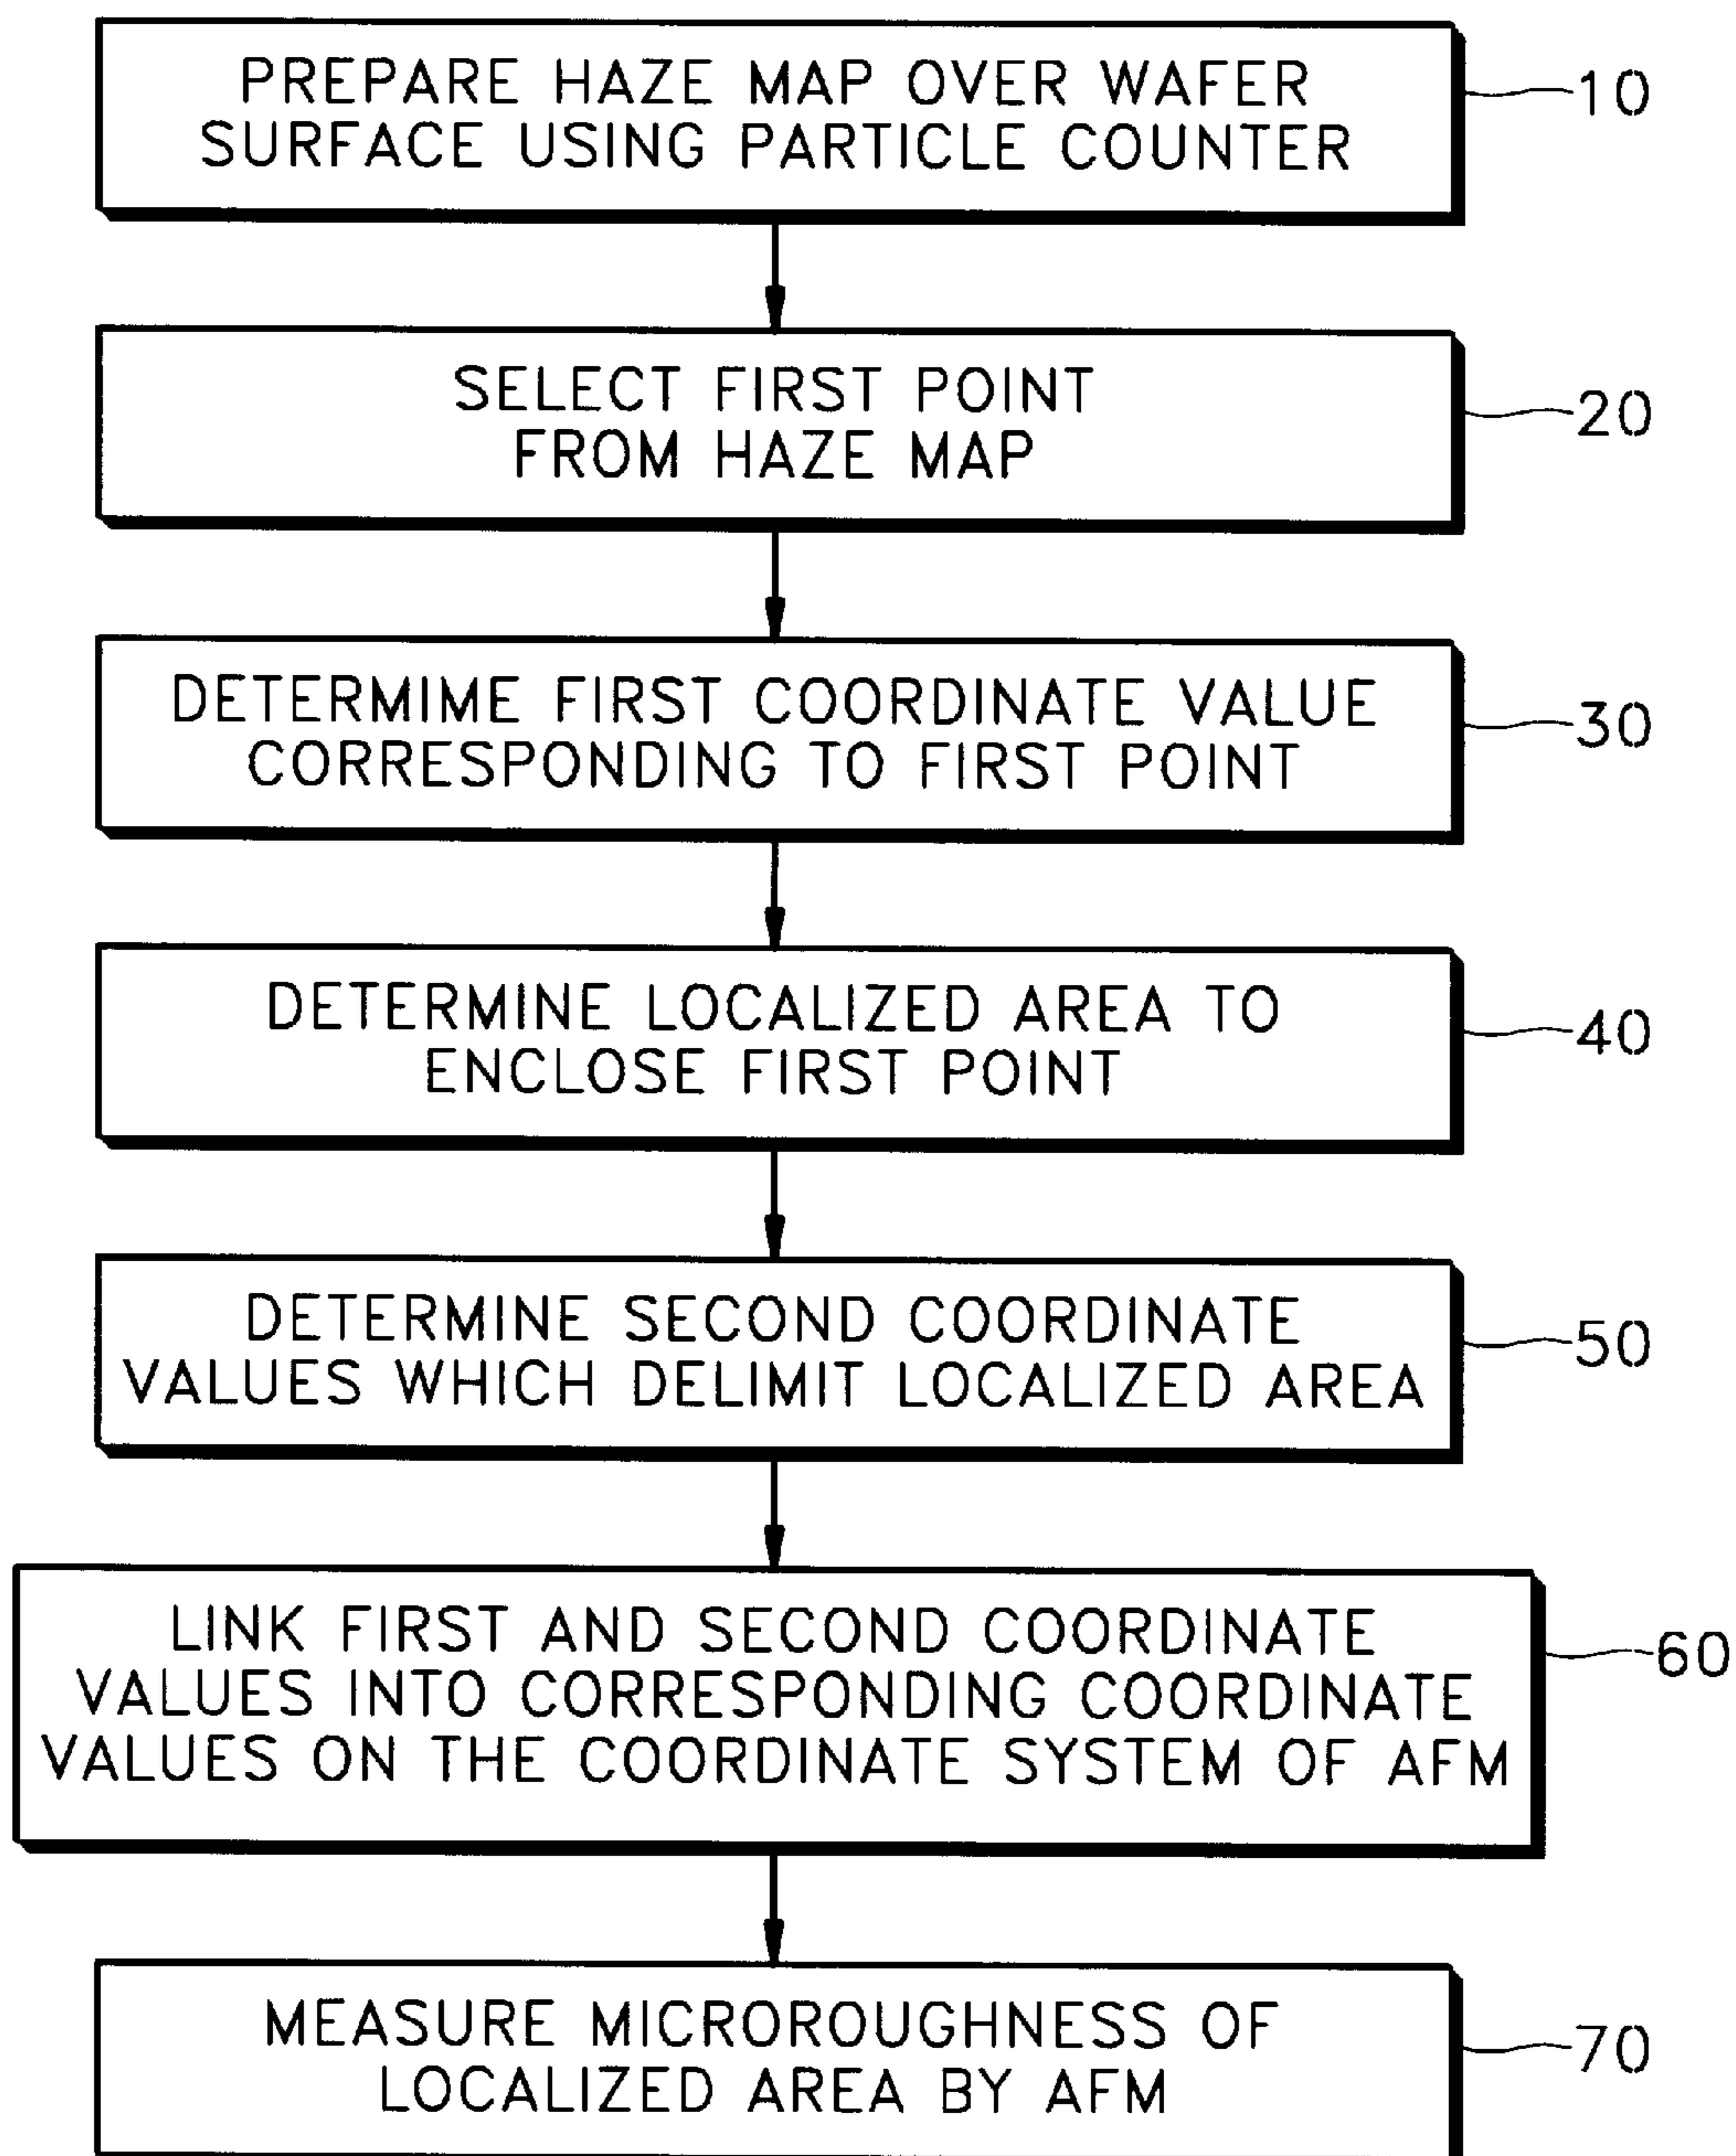 PREPARE HAZE MAP OVER WAFER
SURFACE USING PARTICLE COUNTER
10
SELECT FIRST POINT
FROM HAZE MAP
20
DETERMIME FIRST COORDINATE VALUE
CORRESPONDING TO FIRST POINT
30
DETERMINE LOCALIZED AREA TO
ENCLOSE FIRST POINT
40
DETERMINE SECOND COORDINATE
VALUES WHICH DELIMIT LOCALIZED AREA
50
LINK FIRST AND SECOND COORDINATE
VALUES INTO CORRESPONDING COORDINATE
VALUES ON THE COORDINATE SYSTEM OF AFM
60
MEASURE MICROROUGHNESS OF
LOCALIZED AREA BY AFM
70